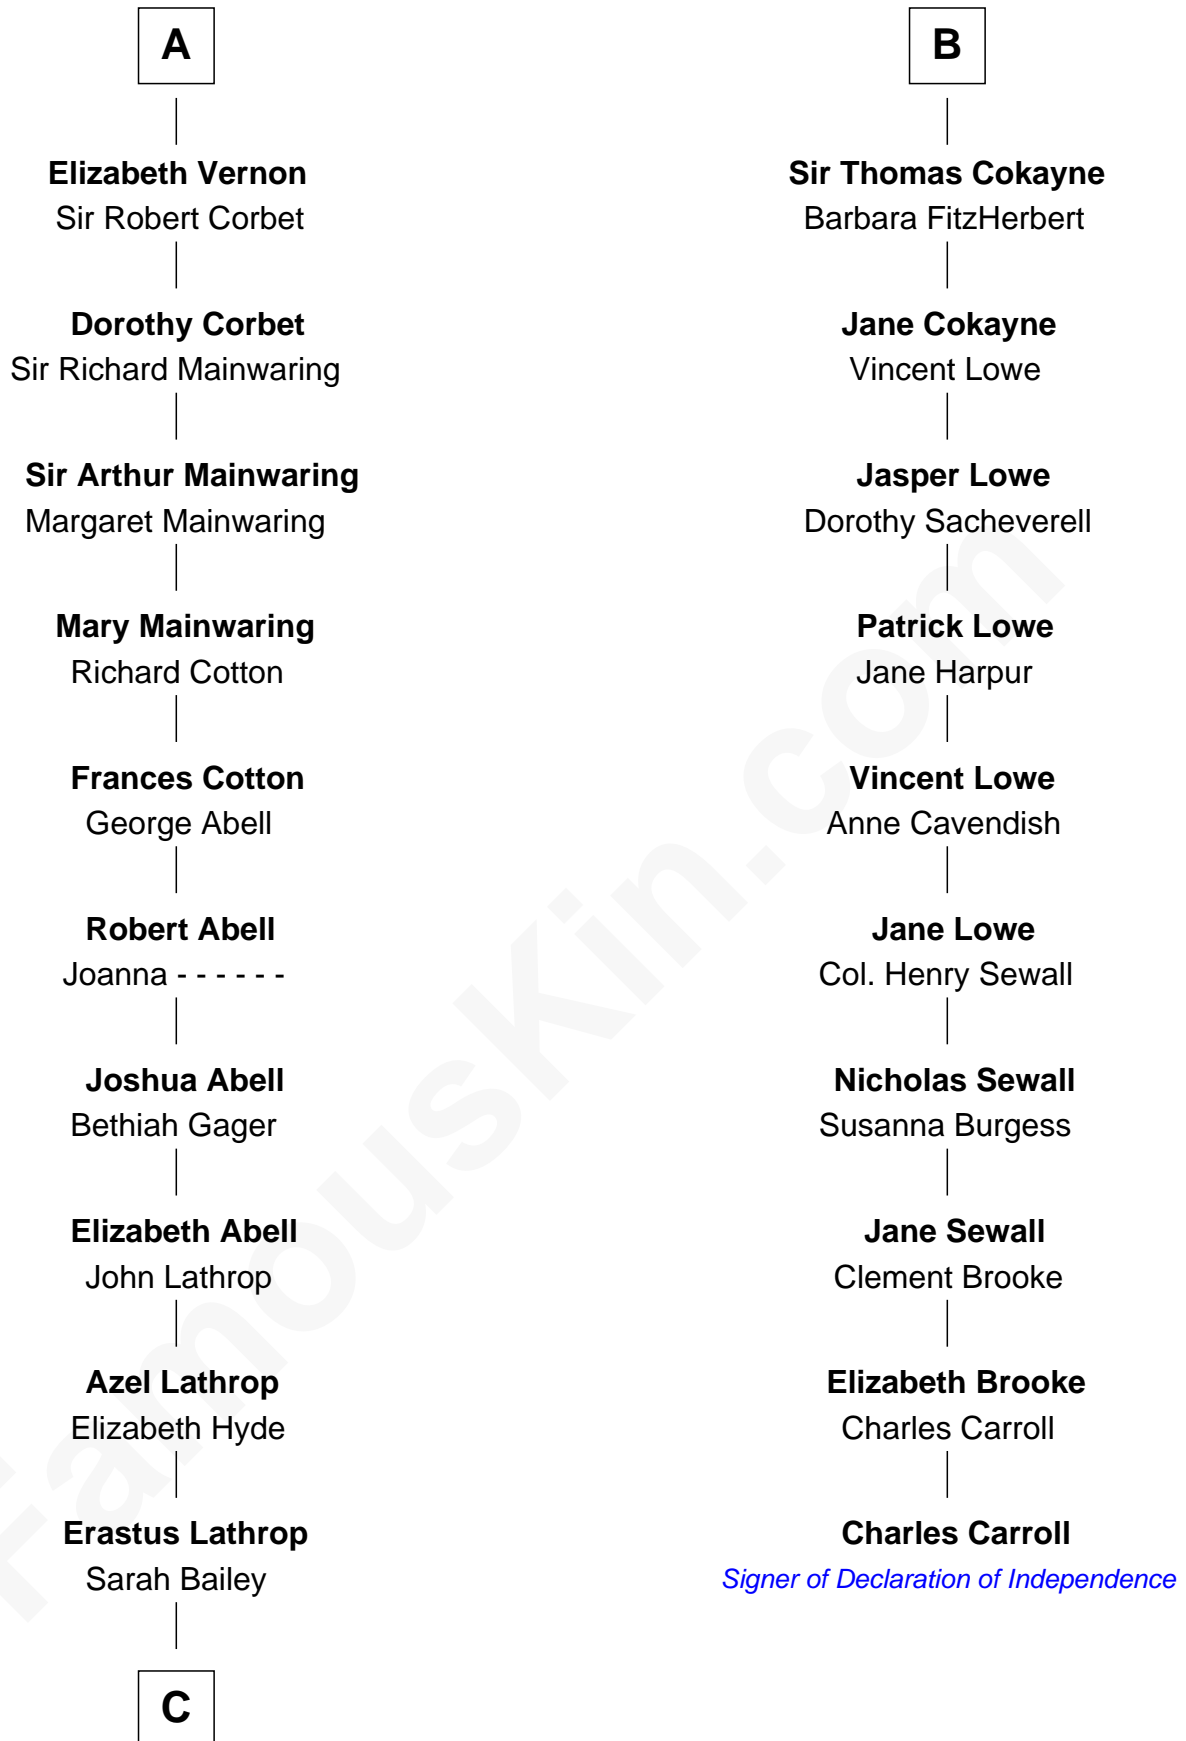 A
Elizabeth Vernon
Sir Robert Corbet
Dorothy Corbet
Sir Richard Mainwaring
Sir Arthur Mainwaring
Margaret Mainwaring
Mary Mainwaring
Richard Cotton
Frances Cotton
George Abell
Robert Abell
Joanna - - - - - -
Joshua Abell
Bethiah Gager
Elizabeth Abell
John Lathrop
Azel Lathrop
Elizabeth Hyde
Erastus Lathrop
Sarah Bailey
C
B
Sir Thomas Cokayne
Barbara FitzHerbert
Jane Cokayne
Vincent Lowe
Jasper Lowe
Dorothy Sacheverell
Patrick Lowe
Jane Harpur
Vincent Lowe
Anne Cavendish
Jane Lowe
Col. Henry Sewall
Nicholas Sewall
Susanna Burgess
Jane Sewall
Clement Brooke
Elizabeth Brooke
Charles Carroll
Charles Carroll
Signer of Declaration of Independence
FamousKin.com